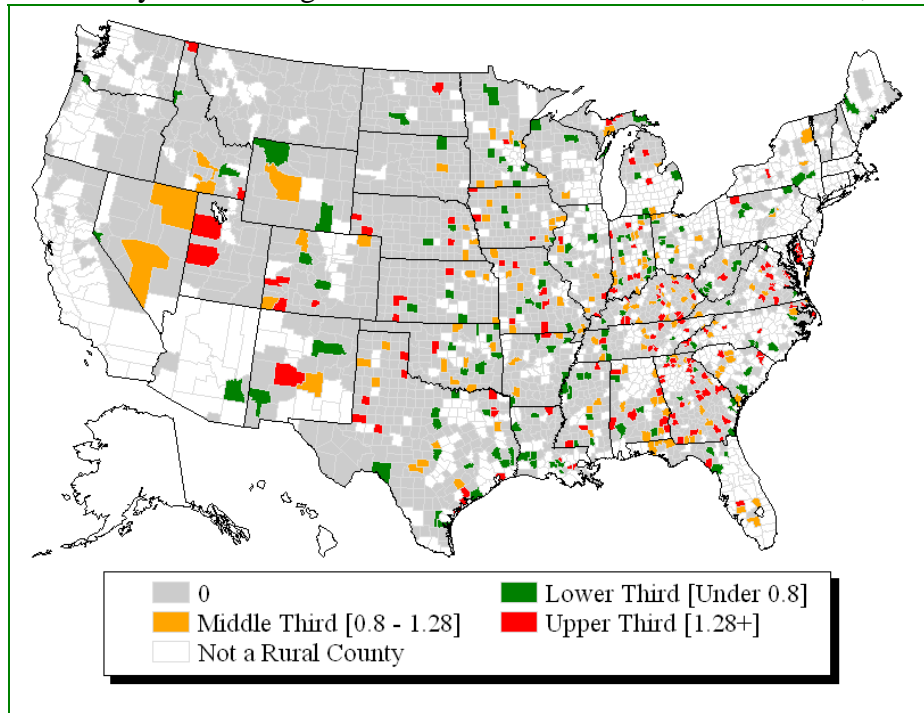 0
Lower Third [Under 0.8]
Middle Third [0.8 - 1.28]
Upper Third [1.28+]
Not a Rural County